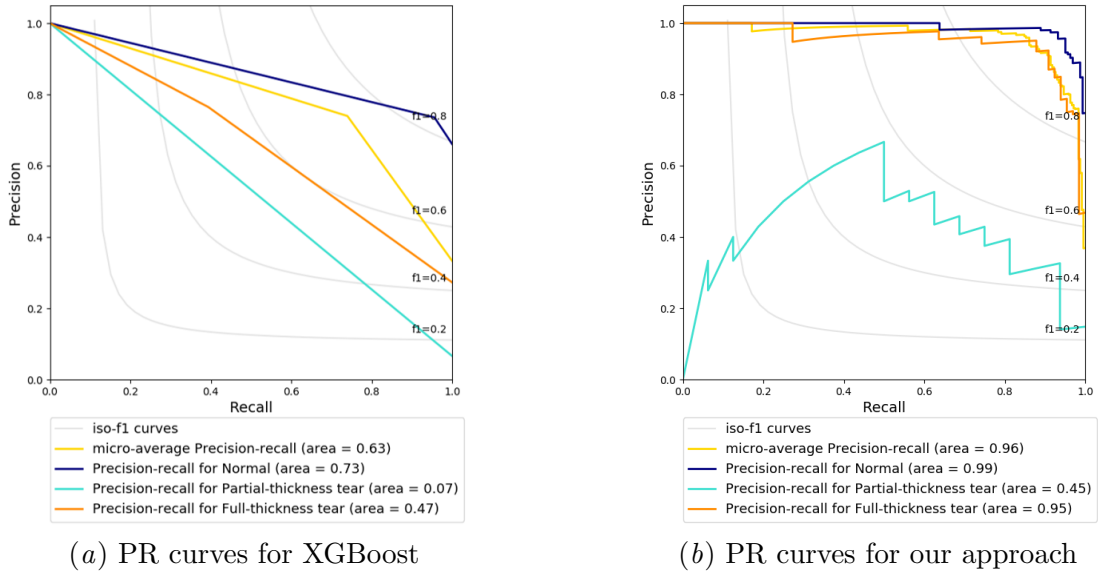 1.0
0.8
0.6
0.4
0.2
0.0
Precision
f1=0.8
f1=0.6
f1=0.4
f1=0.2
0.0 0.2 0.4 0.6 0.8 1.0
Recall
iso-f1 curves
micro-average Precision-recall (area = 0.63)
Precision-recall for Normal (area = 0.73)
Precision-recall for Partial-thickness tear (area = 0.07)
Precision-recall for Full-thickness tear (area = 0.47)
(a) PR curves for XGBoost
1.0
0.8
0.6
0.4
0.2
0.0
Precision
f1=0.8
f1=0.6
f1=0.4
f1=0.2
0.0 0.2 0.4 0.6 0.8 1.0
Recall
iso-f1 curves
micro-average Precision-recall (area = 0.96)
Precision-recall for Normal (area = 0.99)
Precision-recall for Partial-thickness tear (area = 0.45)
Precision-recall for Full-thickness tear (area = 0.95)
(b) PR curves for our approach